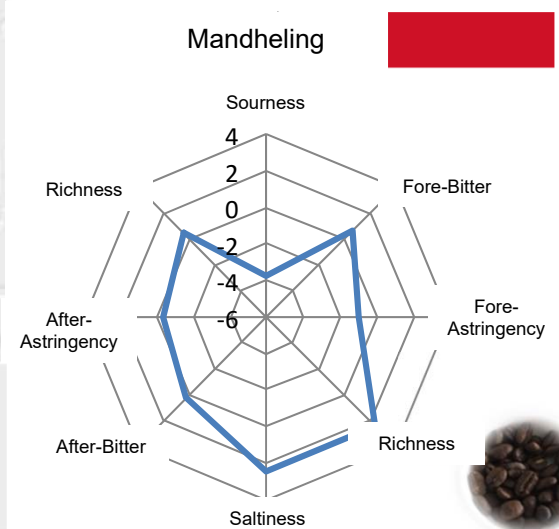 Mandheling
Sourness
4
2
0
-2
-4
-6
Richness
Fore-Bitter
After-
Astringency
Fore-
Astringency
After-Bitter
Richness
Saltiness